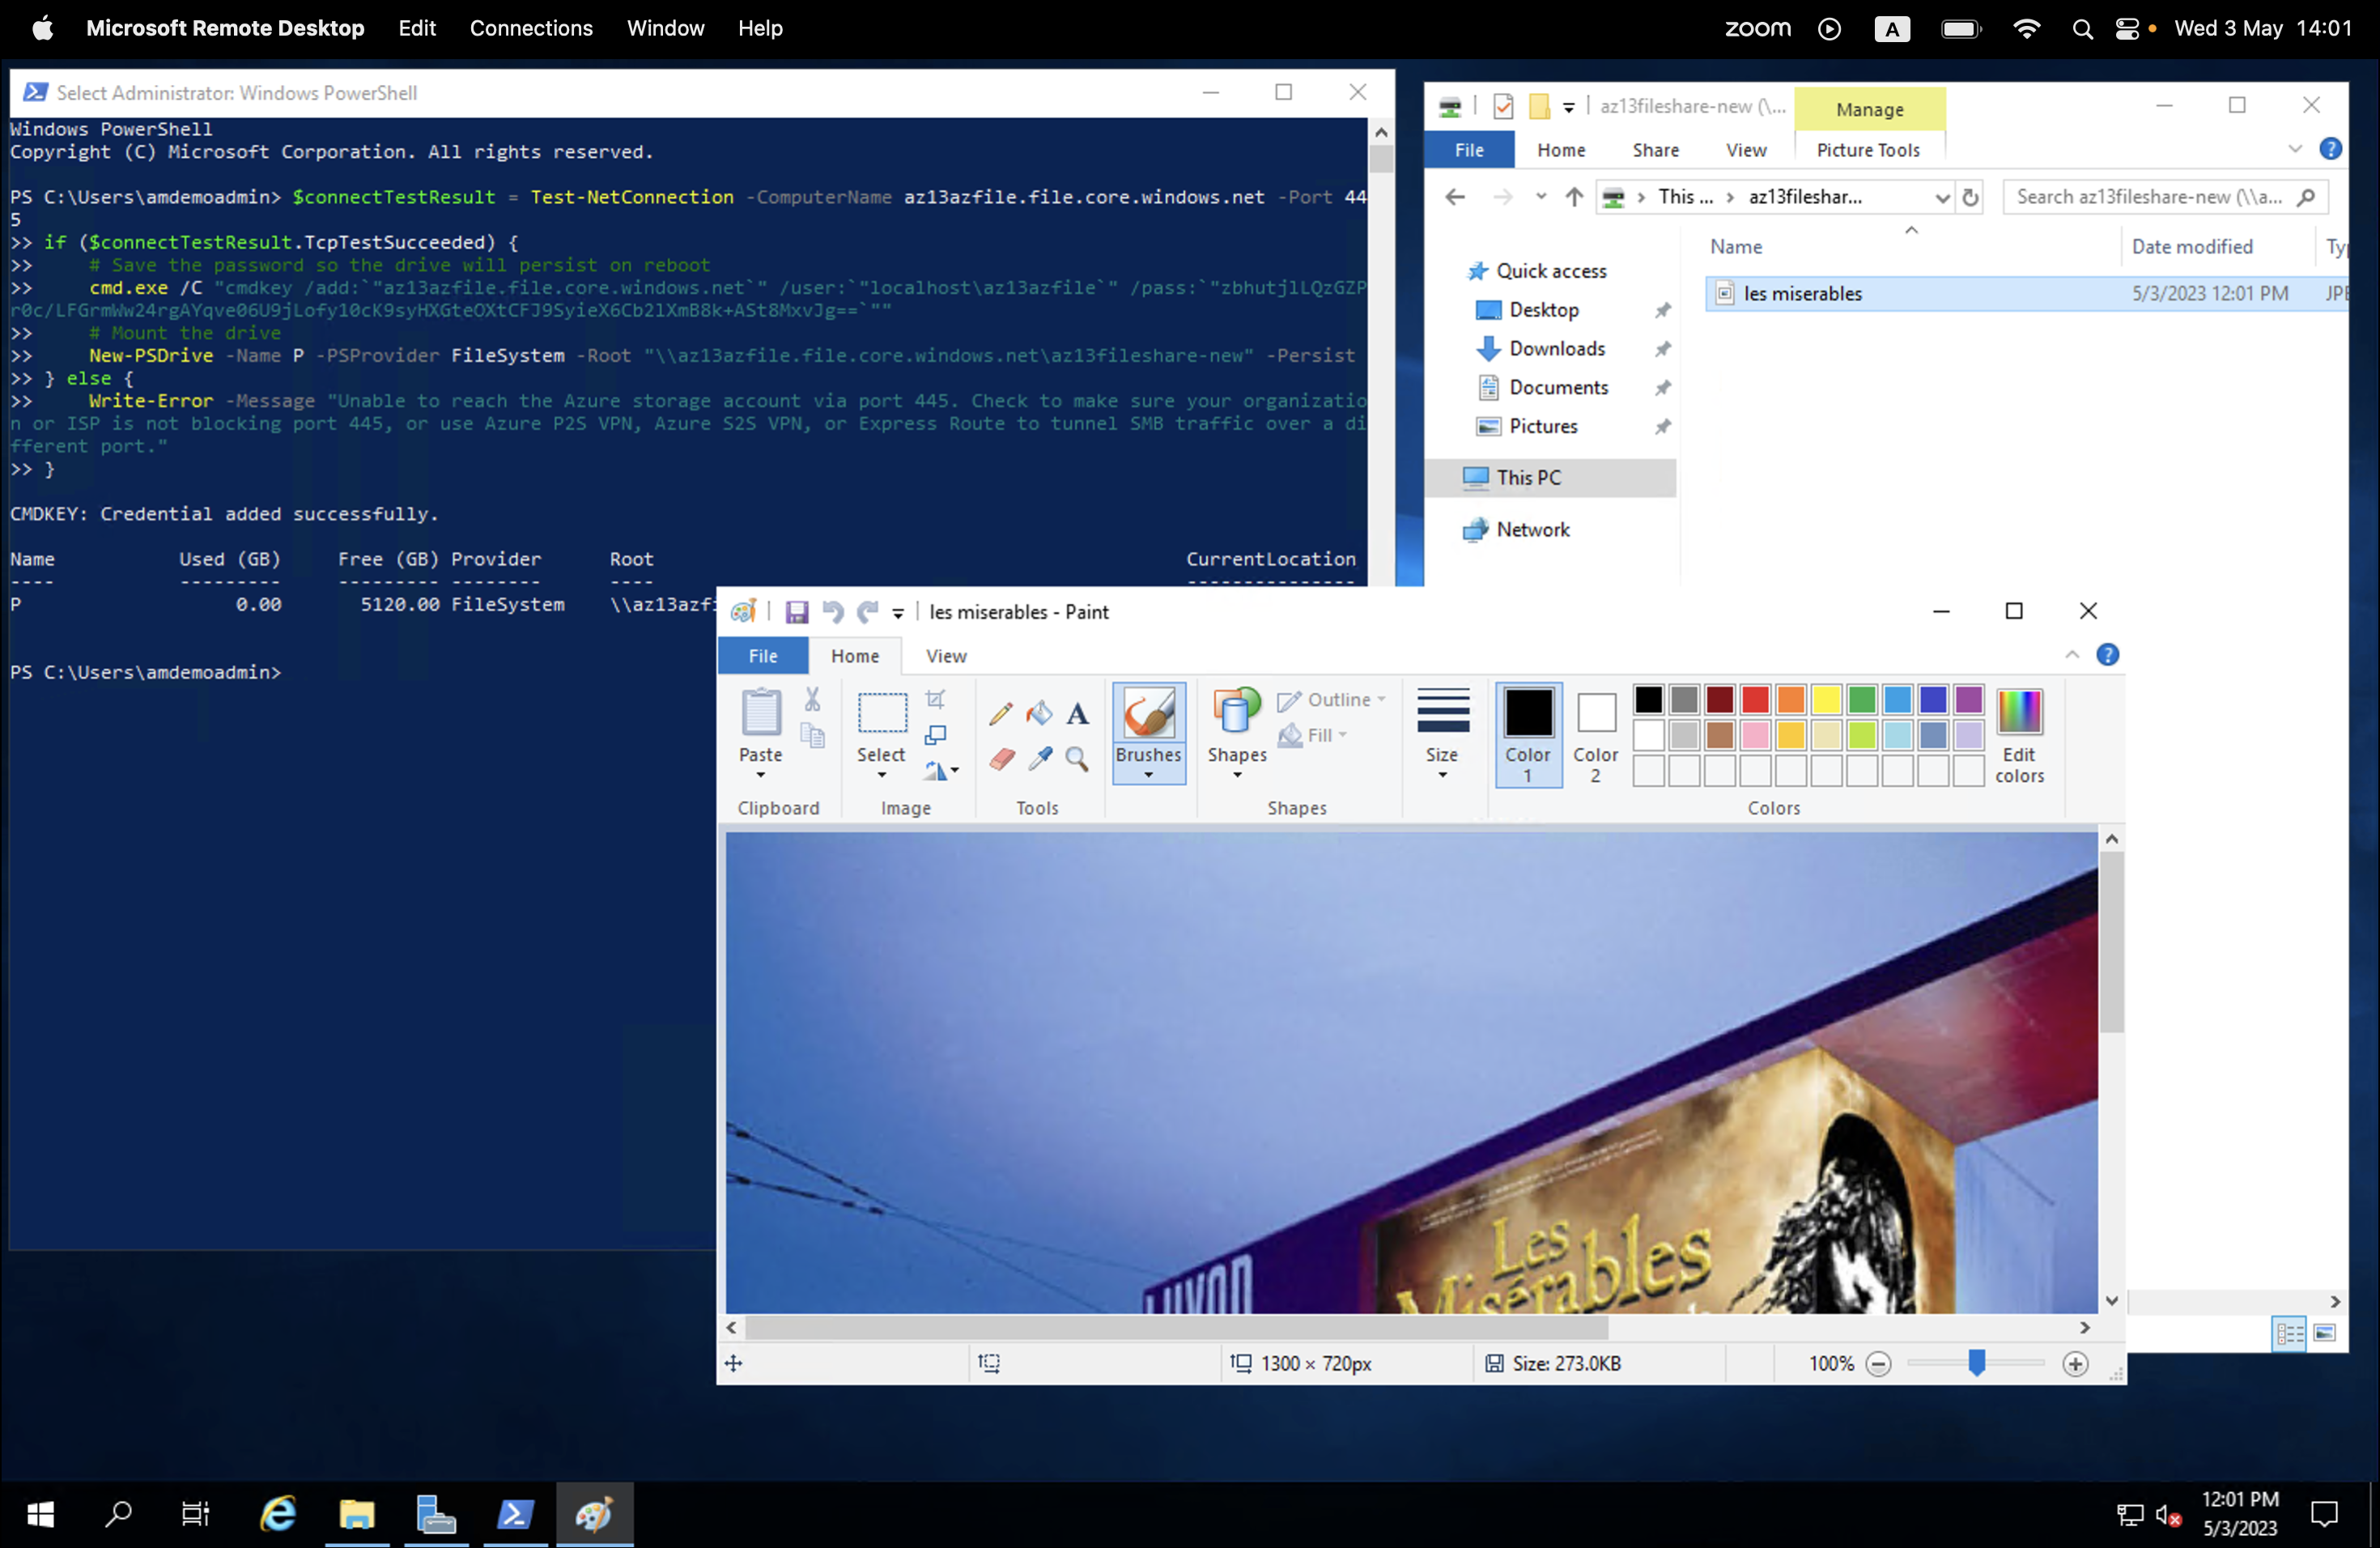 Microsoft Remote Desktop Edit Connections Window Help
zoom A Wed 3 May 14:01
Select Administrator: Windows PowerShell
Windows PowerShell
Copyright (C) Microsoft Corporation. All rights reserved.
PS C:\Users\amdemoadmin> $connectTestResult = Test-NetConnection -ComputerName az13azfile.file.core.windows.net -Port 44
5
>> if ($connectTestResult.TcpTestSucceeded) {
>> # Save the password so the drive will persist on reboot
>> cmd.exe /C "cmdkey /add:`"az13azfile.file.core.windows.net`" /user:`"localhost\az13azfile`" /pass:`"zbhutjlLQzGZP
r0c/LFGrmWw24rgAYqve06U9jLofy10cK9syHXGteOXtCFJ9SyieX6Cb2lXmB8k+ASt8MxvJg==`""
>> # Mount the drive
>> New-PSDrive -Name P -PSProvider FileSystem -Root "\\az13azfile.file.core.windows.net\az13fileshare-new" -Persist
>> } else {
>> Write-Error -Message "Unable to reach the Azure storage account via port 445. Check to make sure your organizatio
n or ISP is not blocking port 445, or use Azure P2S VPN, Azure S2S VPN, or Express Route to tunnel SMB traffic over a di
fferent port."
>> }
CMDKEY: Credential added successfully.
Name Used (GB) Free (GB) Provider Root CurrentLocation
---- --------- --------- -------- ---- ---------------
P 0.00 5120.00 FileSystem \\az13azfi
PS C:\Users\amdemoadmin>
az13fileshare-new (\... Manage
File Home Share View Picture Tools
This ... az13fileshar... Search az13fileshare-new (\\a...
Name Date modified Typ
les miserables 5/3/2023 12:01 PM JPE
Quick access
Desktop
Downloads
Documents
Pictures
This PC
Network
les miserables - Paint
File Home View
Paste
Select
Brushes
Shapes
Outline
Fill
Size
Color
1
Color
2
Edit
colors
Clipboard Image Tools Shapes Colors
Les
Misérables
1300 × 720px Size: 273.0KB 100%
12:01 PM
5/3/2023